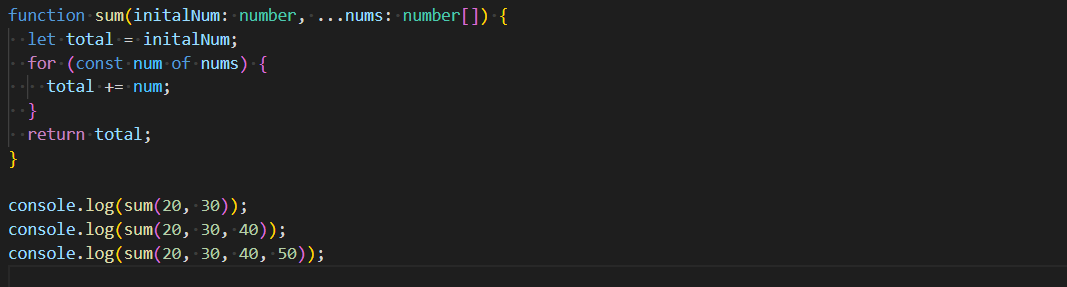 function sum(initalNum: number, ...nums: number[]) {
  let total = initalNum;
  for (const num of nums) {
    total += num;
  }
  return total;
}

console.log(sum(20, 30));
console.log(sum(20, 30, 40));
console.log(sum(20, 30, 40, 50));